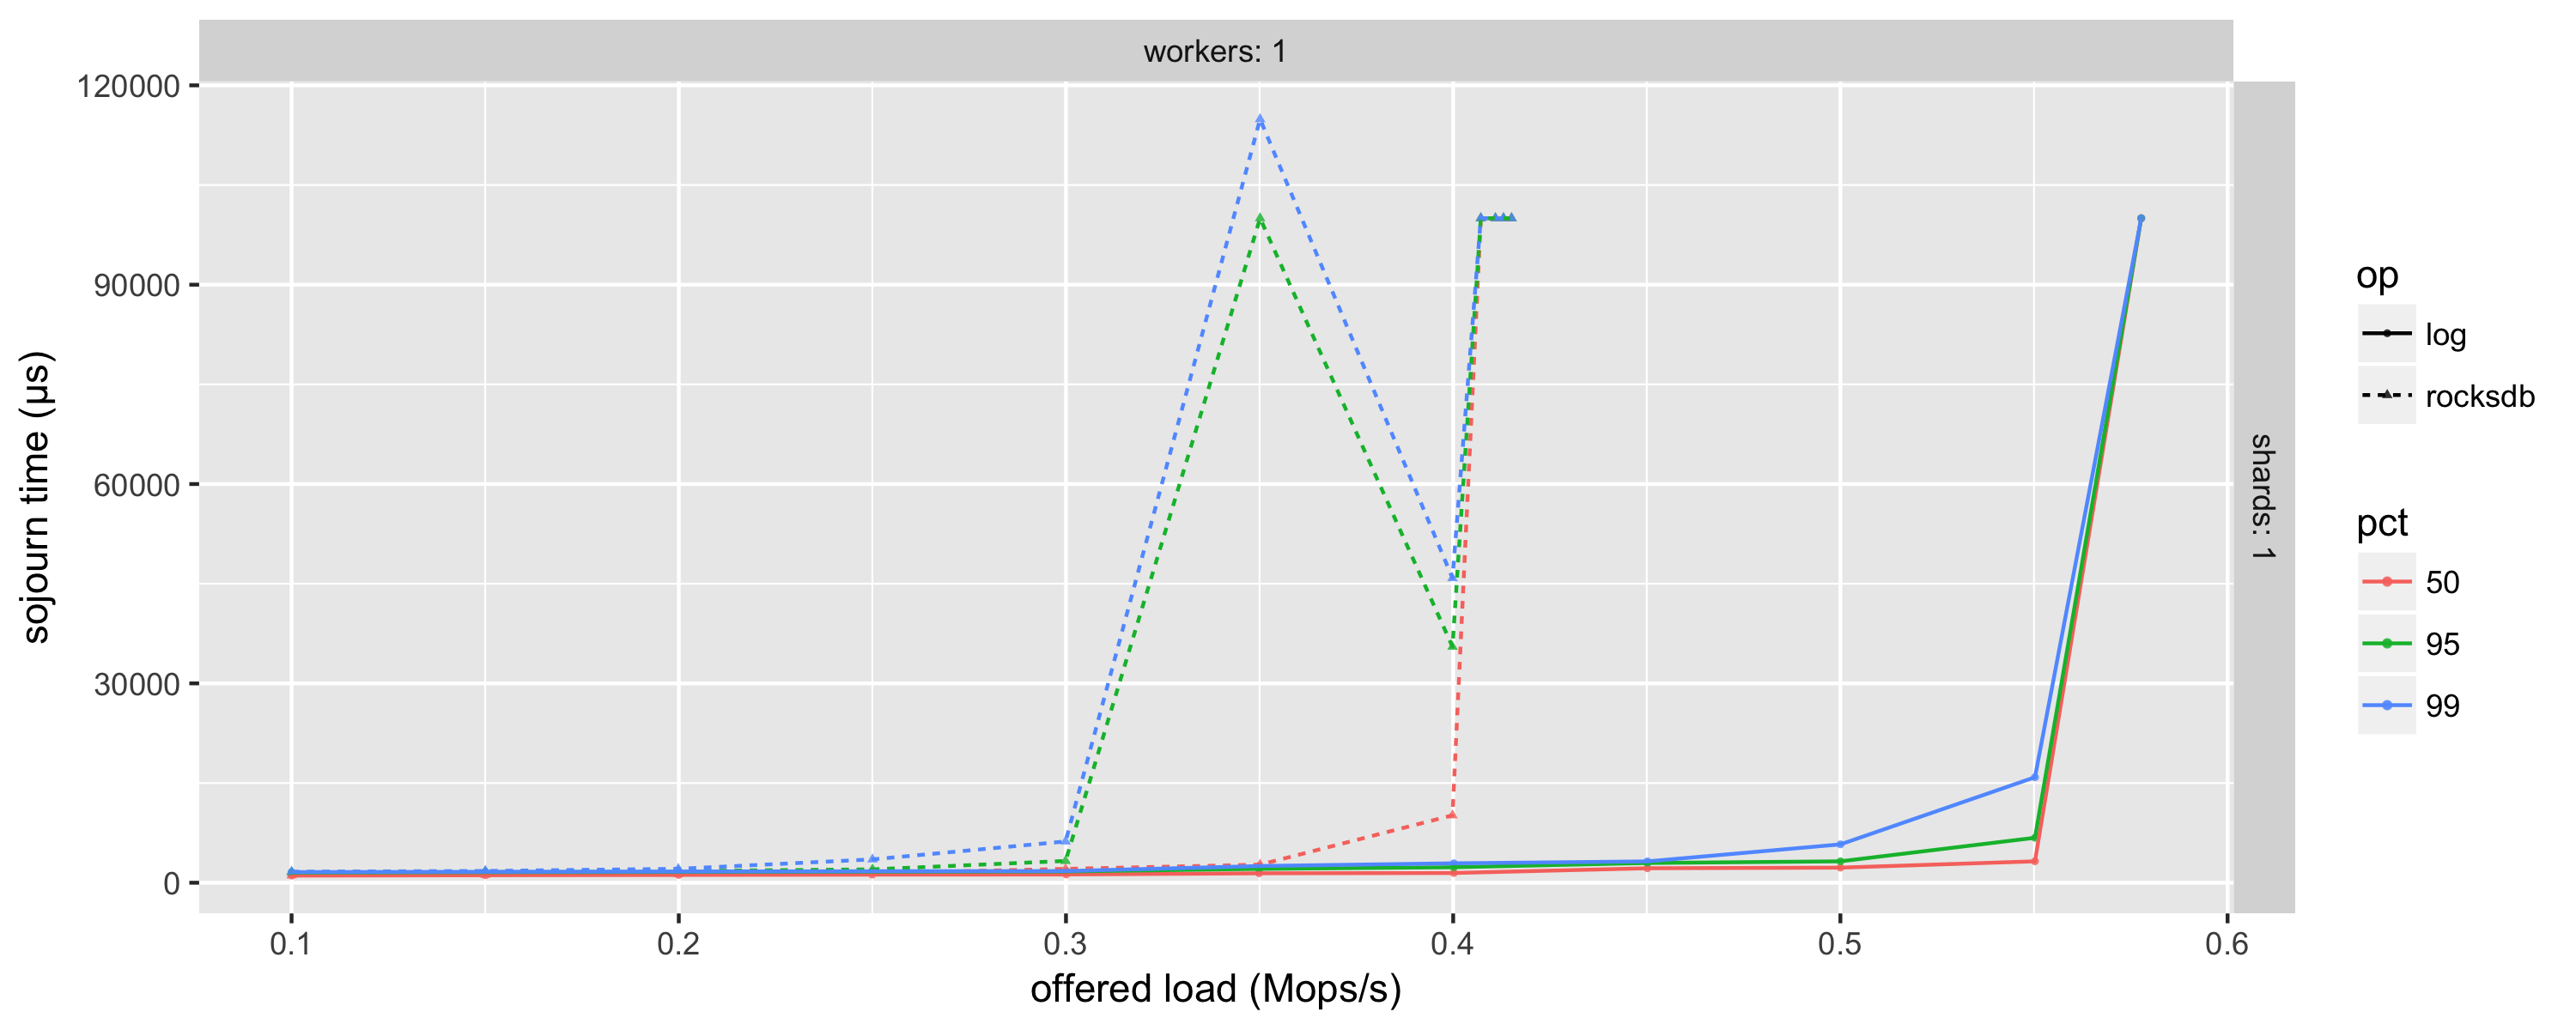 workers: 1
120000
90000
60000
30000
0
sojourn time (µs)
0.1
0.2
0.3
0.4
0.5
0.6
offered load (Mops/s)
shards: 1
op
log
rocksdb
pct
50
95
99